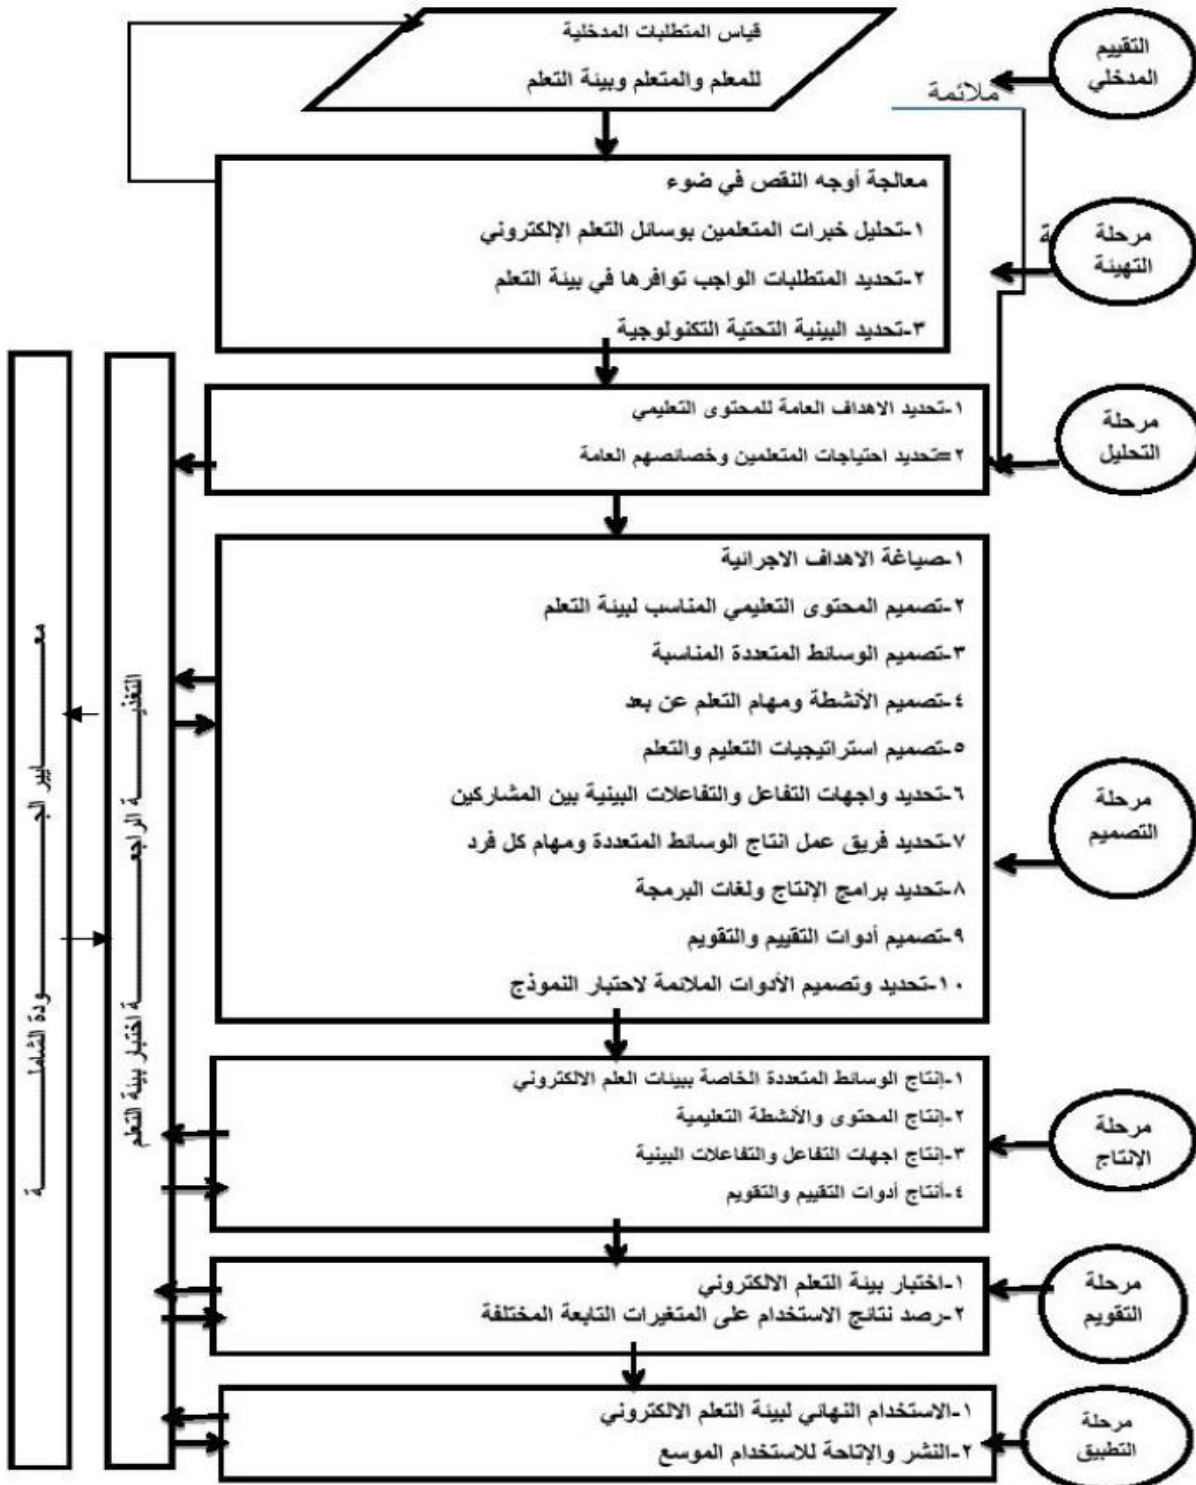 قياس المتطلبات المدخلية
للمعلم والمتعلم وبيئة التعلم
التقييم
المدخلي
ملائمة
معالجة أوجه النقص في ضوء
١-تحليل خبرات المتعلمين بوسائل التعلم الإلكتروني
٢-تحديد المتطلبات الواجب توافرها في بيئة التعلم
٣-تحديد البينية التحتية التكنولوجية
مرحلة
التهيئة
ة
١-تحديد الاهداف العامة للمحتوى التعليمي
٢=تحديد احتياجات المتعلمين وخصائصهم العامة
مرحلة
التحليل
١-صياغة الاهداف الاجرائية
٢-تصميم المحتوى التعليمي المناسب لبيئة التعلم
٣-تصميم الوسائط المتعددة المناسبة
٤-تصميم الأنشطة ومهام التعلم عن بعد
٥-تصميم استراتيجيات التعليم والتعلم
٦-تحديد واجهات التفاعل والتفاعلات البينية بين المشاركين
٧-تحديد فريق عمل انتاج الوسائط المتعددة ومهام كل فرد
٨-تحديد برامج الإنتاج ولغات البرمجة
٩-تصميم أدوات التقييم والتقويم
١٠-تحديد وتصميم الأدوات الملائمة لاختبار النموذج
مرحلة
التصميم
١-إنتاج الوسائط المتعددة الخاصة ببيئات العلم الالكتروني
٢-إنتاج المحتوى والأنشطة التعليمية
٣-إنتاج اجهات التفاعل والتفاعلات البينية
٤-أنتاج أدوات التقييم والتقويم
مرحلة
الإنتاج
١-اختبار بيئة التعلم الالكتروني
٢-رصد نتائج الاستخدام على المتغيرات التابعة المختلفة
مرحلة
التقويم
١-الاستخدام النهائي لبيئة التعلم الالكتروني
٢-النشر والإتاحة للاستخدام الموسع
مرحلة
التطبيق
التغذيـــــة الراجعـــــة اختبار بيئة التعلم
معـــــايير الجـــــودة الشاملـــــة